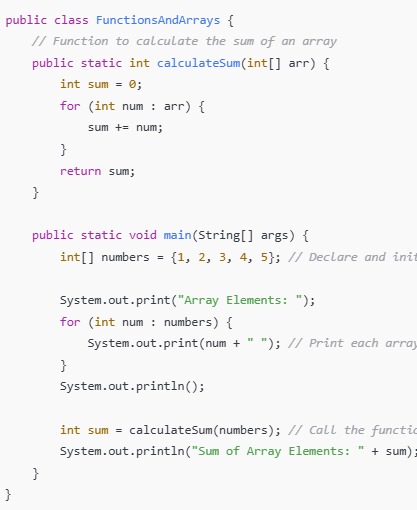 public class FunctionsAndArrays {
    // Function to calculate the sum of an array
    public static int calculateSum(int[] arr) {
        int sum = 0;
        for (int num : arr) {
            sum += num;
        }
        return sum;
    }

    public static void main(String[] args) {
        int[] numbers = {1, 2, 3, 4, 5}; // Declare and

        System.out.print("Array Elements: ");
        for (int num : numbers) {
            System.out.print(num + " "); // Print each array
        }
        System.out.println();

        int sum = calculateSum(numbers); // Call the
        System.out.println("Sum of Array Elements: " + sum);
    }
}